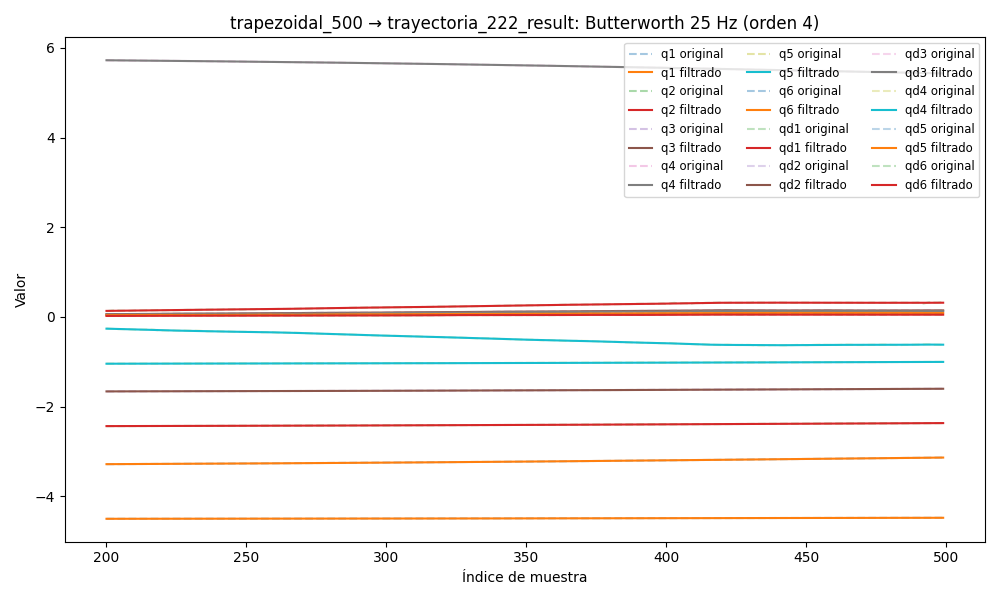 trapezoidal_500 → trayectoria_222_result: Butterworth 25 Hz (orden 4)
q1 original
q1 filtrado
q2 original
q2 filtrado
q3 original
q3 filtrado
q4 original
q4 filtrado
q5 original
q5 filtrado
q6 original
q6 filtrado
qd1 original
qd1 filtrado
qd2 original
qd2 filtrado
qd3 original
qd3 filtrado
qd4 original
qd4 filtrado
qd5 original
qd5 filtrado
qd6 original
qd6 filtrado
Valor
6
4
2
0
−2
−4
200
250
300
350
400
450
500
Índice de muestra